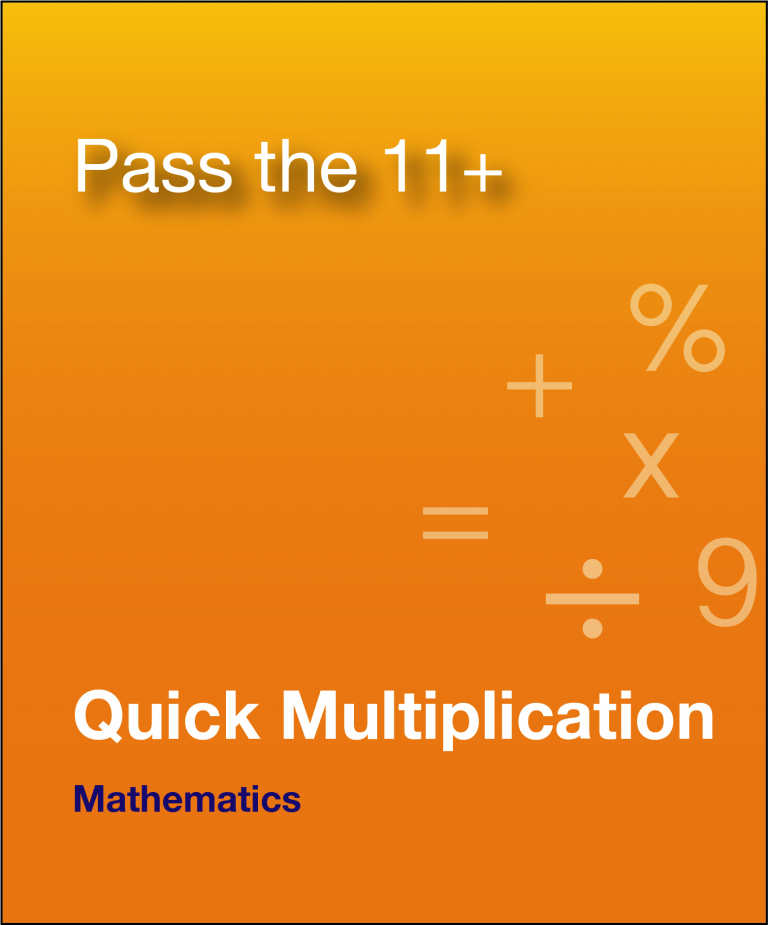 Pass the 11+
%
+
x
=
÷
9
Quick Multiplication
Mathematics